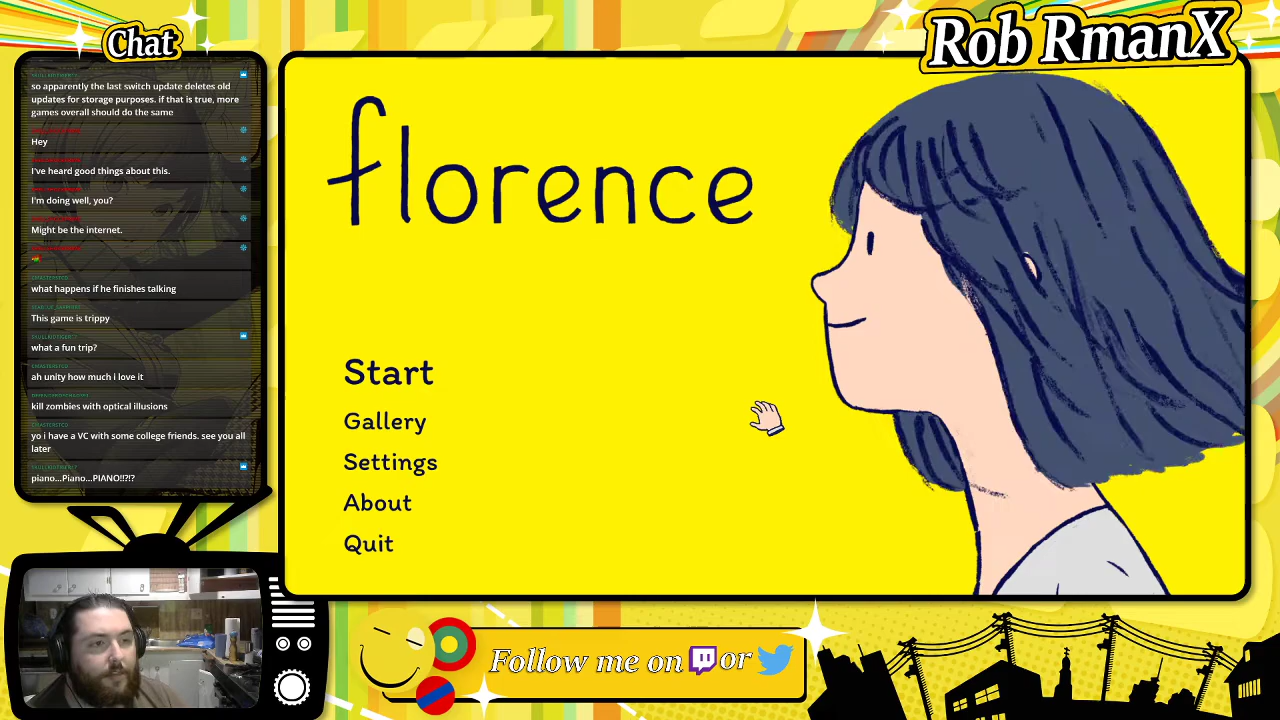 Chat
so apparently the last switch update deletes old
updates for storage purposes. if that is true, more
games overall should do the same
Hey
I've heard good things about this.
I'm doing well, you?
Might be the internet.
what happens if he finishes talking
This game is trippy
what a fun trip?
ah unity how much i love it
kill zombies with optical illusions
yo i have a VC with some college friends. see you all
later
piano...Piano...PIANO!!?!?
Rob RmanX
florence
Start
Gallery
Settings
About
Quit
Follow me on or